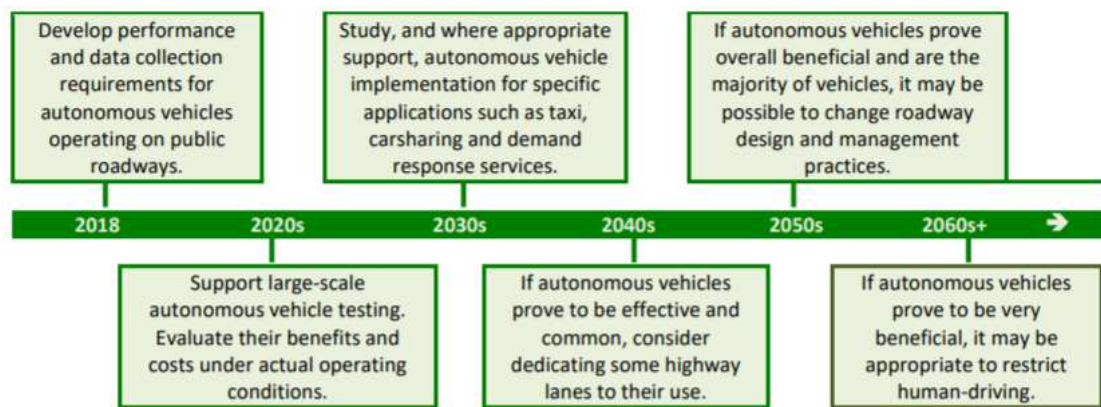 Develop performance
and data collection
requirements for
autonomous vehicles
operating on public
roadways.
Study, and where appropriate
support, autonomous vehicle
implementation for specific
applications such as taxi,
carsharing and demand
response services.
If autonomous vehicles prove
overall beneficial and are the
majority of vehicles, it may be
possible to change roadway
design and management
practices.
2018 2020s 2030s 2040s 2050s 2060s+ →
Support large-scale
autonomous vehicle testing.
Evaluate their benefits and
costs under actual operating
conditions.
If autonomous vehicles
prove to be effective and
common, consider
dedicating some highway
lanes to their use.
If autonomous vehicles
prove to be very
beneficial, it may be
appropriate to restrict
human-driving.